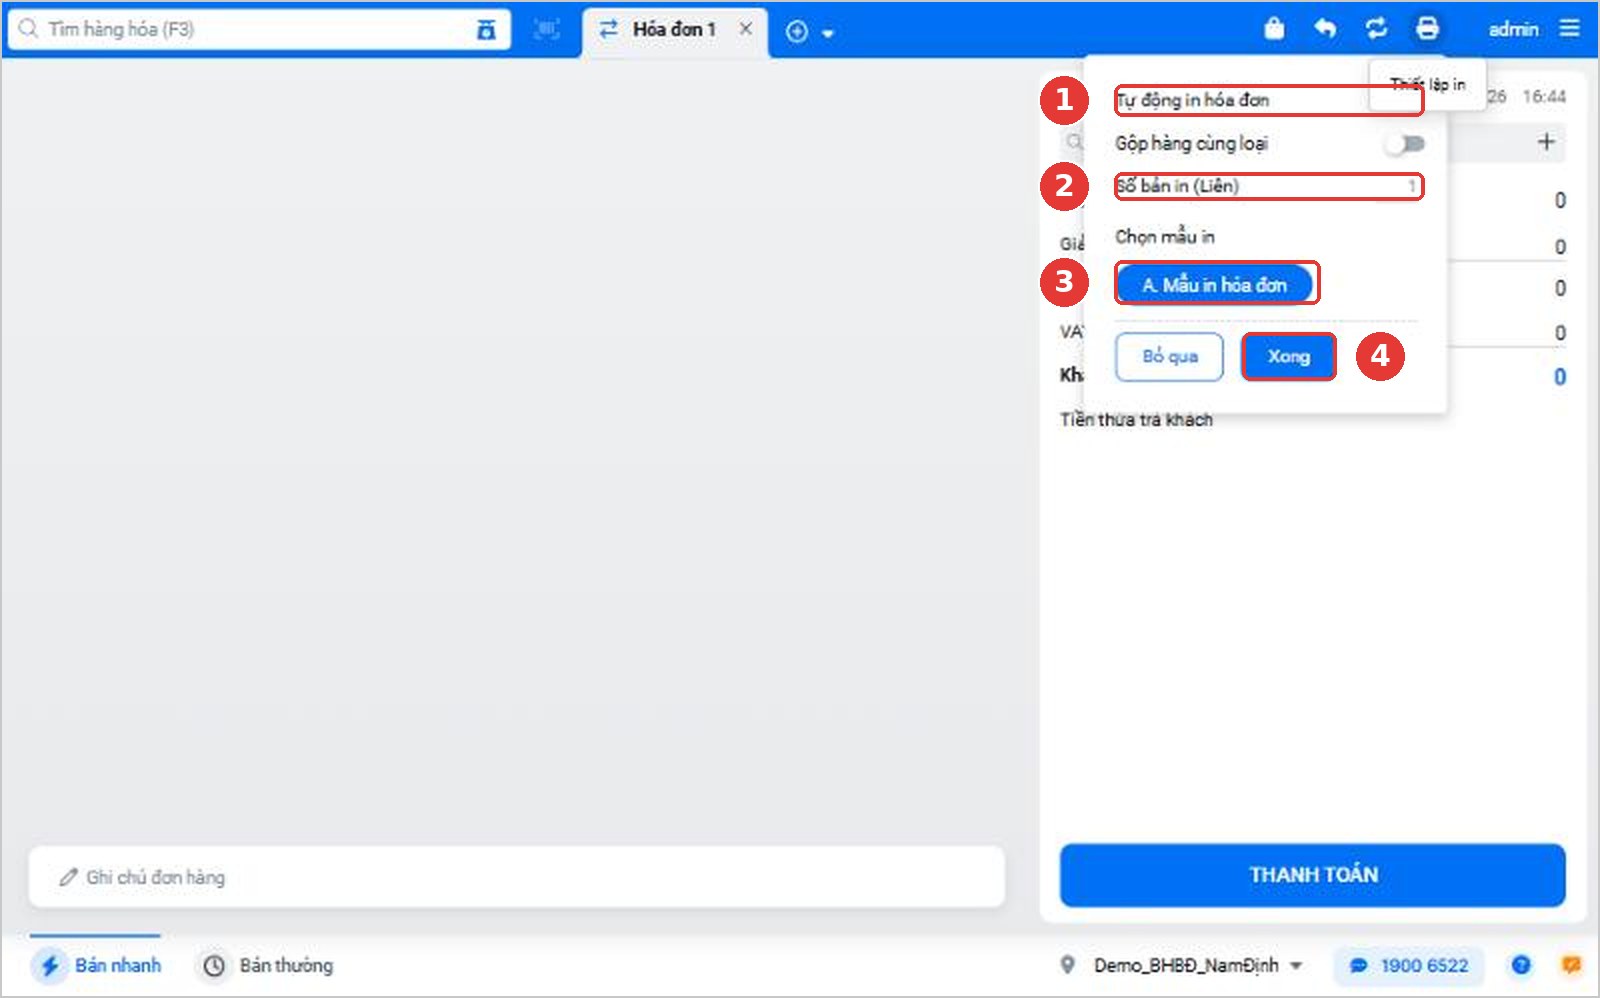 Tìm hàng hóa (F3)
Hóa đơn 1
admin
Thiết lập in
1
Tự động in hóa đơn
26 16:44
Gộp hàng cùng loại
2
Số bản in (Liên)
1
0
Chọn mẫu in
Giả
0
3
A. Mẫu in hóa đơn
0
VAT
0
Bỏ qua
Xong
4
Khá
0
Tiền thừa trả khách
Ghi chú đơn hàng
THANH TOÁN
Bán nhanh
Bán thường
Demo_BHBĐ_NamĐịnh
1900 6522